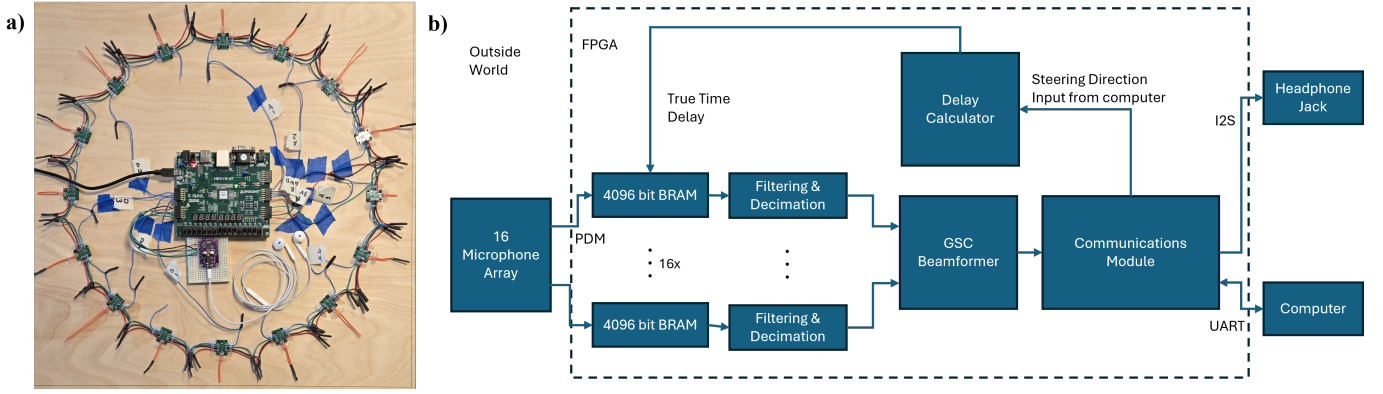 a)
b)
Outside
World
FPGA
True Time
Delay
Delay
Calculator
Steering Direction
Input from computer
Headphone
Jack
I2S
16
Microphone
Array
PDM
4096 bit BRAM
Filtering &
Decimation
16x
4096 bit BRAM
Filtering &
Decimation
GSC
Beamformer
Communications
Module
UART
Computer